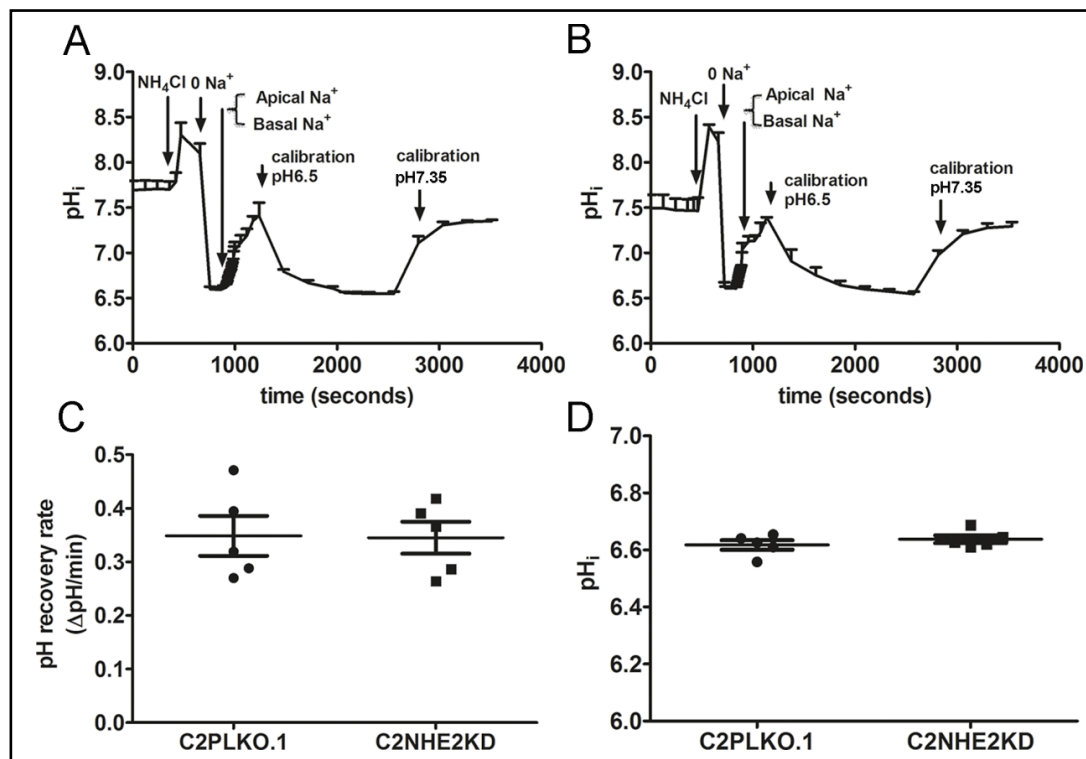 A
9.0
8.5
8.0
7.5
7.0
6.5
6.0
pHi
NH4Cl
0 Na+
Apical Na+
Basal Na+
calibration
pH6.5
calibration
pH7.35
0
1000
2000
3000
4000
time (seconds)
B
9.0
8.5
8.0
7.5
7.0
6.5
6.0
pHi
NH4Cl
0 Na+
Apical Na+
Basal Na+
calibration
pH6.5
calibration
pH7.35
0
1000
2000
3000
4000
time (seconds)
C
0.5
0.4
0.3
0.2
0.1
0.0
pH recovery rate
(ΔpH/min)
C2PLKO.1
C2NHE2KD
D
7.0
6.8
6.6
6.4
6.2
6.0
pHi
C2PLKO.1
C2NHE2KD